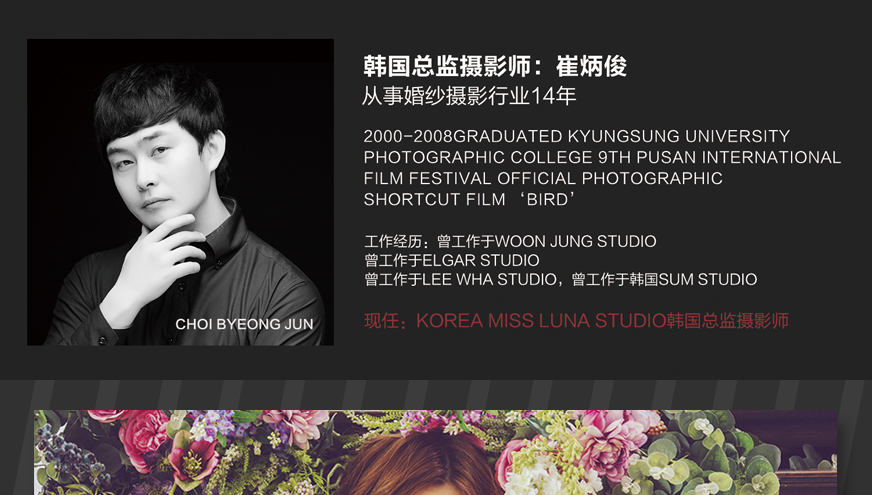 韩国总监摄影师：崔炳俊
从事婚纱摄影行业14年
2000-2008GRADUATED KYUNGSUNG UNIVERSITY
PHOTOGRAPHIC COLLEGE 9TH PUSAN INTERNATIONAL
FILM FESTIVAL OFFICIAL PHOTOGRAPHIC
SHORTCUT FILM ‘BIRD’
工作经历：曾工作于WOON JUNG STUDIO
曾工作于ELGAR STUDIO
曾工作于LEE WHA STUDIO，曾工作于韩国SUM STUDIO
CHOI BYEONG JUN
现任：KOREA MISS LUNA STUDIO韩国总监摄影师